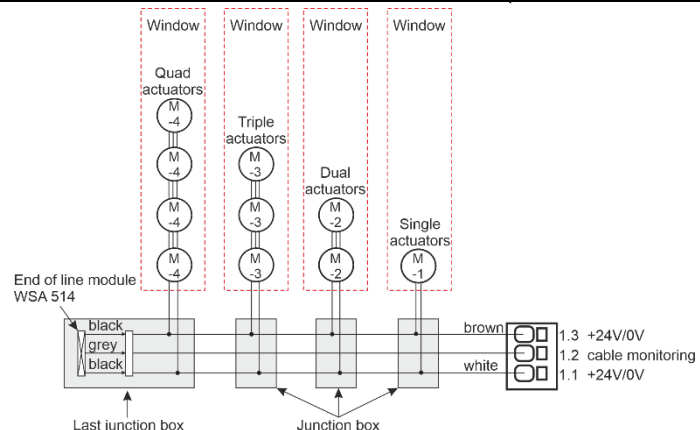 Window
Window
Window
Window
Quad
actuators
M
-4
M
-4
M
-4
M
-4
Triple
actuators
M
-3
M
-3
M
-3
Dual
actuators
M
-2
M
-2
Single
actuators
M
-1
End of line module
WSA 514
black
grey
black
brown
white
1.3 +24V/0V
1.2 cable monitoring
1.1 +24V/0V
Last junction box
Junction box